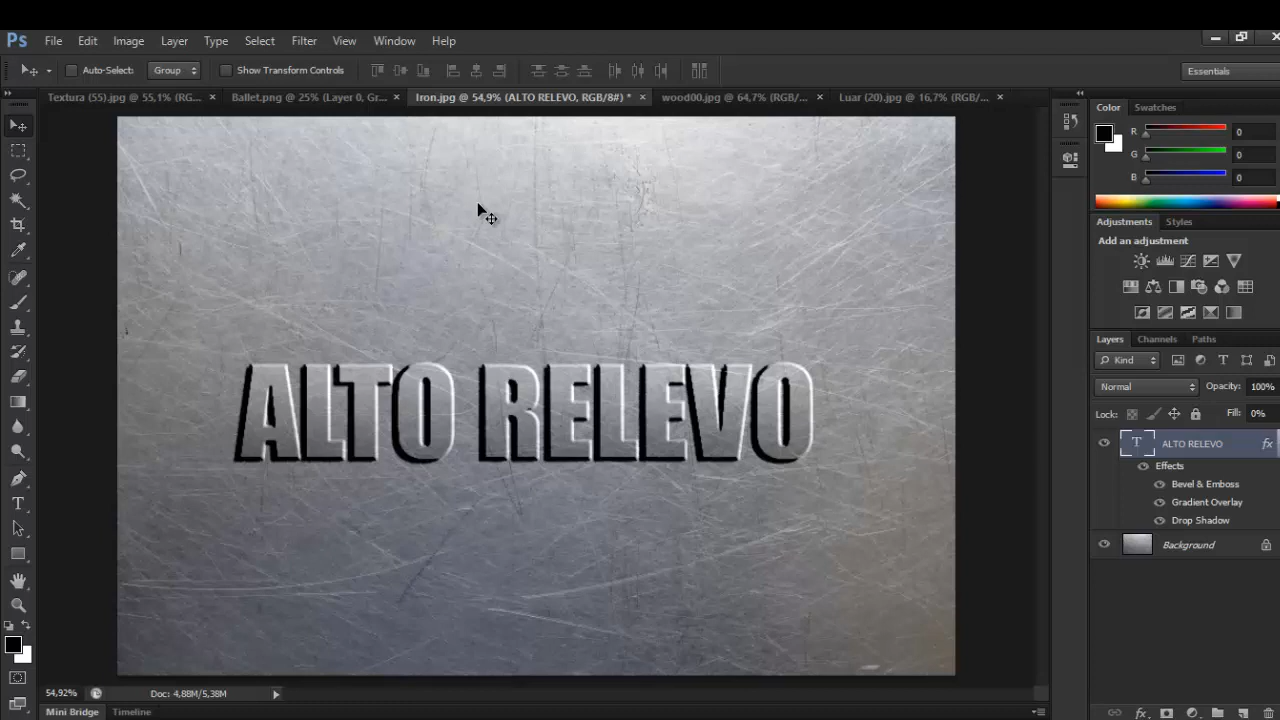 Ps File Edit Image Layer Type Select Filter View Window Help
Auto-Select: Group Show Transform Controls Essentials
Textura (55).jpg @ 55,1% (RG... × Ballet.png @ 25% (Layer 0, Gr... × Iron.jpg @ 54,9% (ALTO RELEVO, RGB/8#) * × wood00.jpg @ 64,7% (RGB/... × Luar (20).jpg @ 16,7% (RGB/... ×
Color Swatches
R 0
G 0
B 0
Adjustments Styles
Add an adjustment
Layers Channels Paths
Kind
Normal Opacity: 100%
Lock: Fill: 0%
T ALTO RELEVO fx
Effects
Bevel & Emboss
Gradient Overlay
Drop Shadow
Background
ALTO RELEVO
54,92% Doc: 4,88M/5,38M
Mini Bridge Timeline